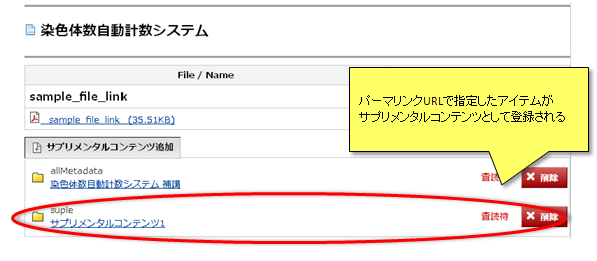 染色体数自動計数システム
File / Name
sample_file_link
sample_file_link (35.51KB)
パーマリンクURLで指定したアイテムが
サプリメンタルコンテンツとして登録される
サプリメンタルコンテンツ追加
allMetadata
染色体数自動計数システム 補講
査読
削除
suple
サプリメンタルコンテンツ1
査読待
削除